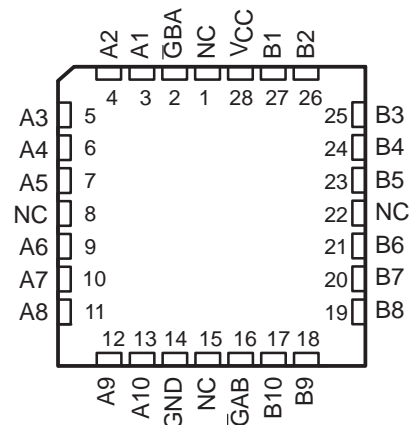 A2 A1 G̅BA NC VCC B1 B2
4 3 2 1 28 27 26
A3 5 25 B3
A4 6 24 B4
A5 7 23 B5
NC 8 22 NC
A6 9 21 B6
A7 10 20 B7
A8 11 19 B8
12 13 14 15 16 17 18
A9 A10 GND NC G̅AB B10 B9